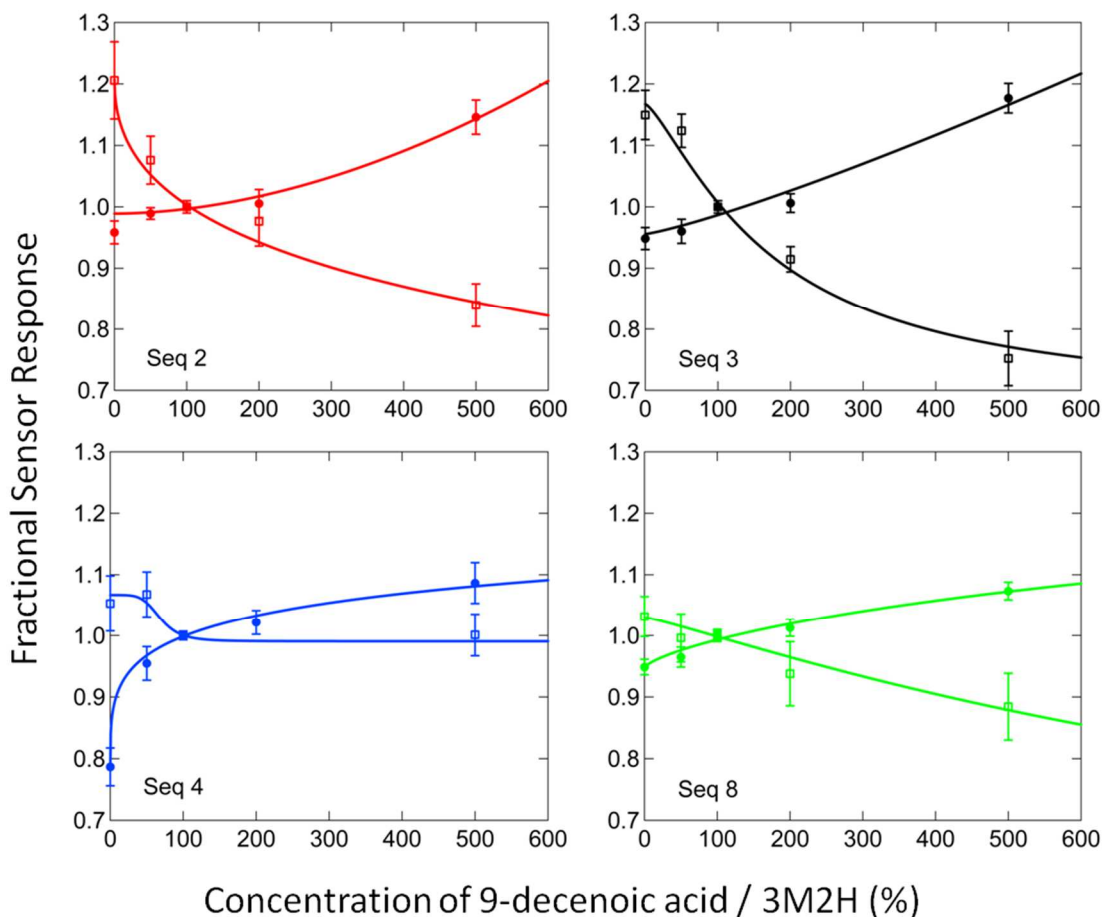 Fractional Sensor Response
1.3
1.2
1.1
1.0
0.9
0.8
0.7
Seq 2
0 100 200 300 400 500 600
1.3
1.2
1.1
1.0
0.9
0.8
0.7
Seq 3
0 100 200 300 400 500 600
1.3
1.2
1.1
1.0
0.9
0.8
0.7
Seq 4
0 100 200 300 400 500 600
1.3
1.2
1.1
1.0
0.9
0.8
0.7
Seq 8
0 100 200 300 400 500 600
Concentration of 9-decenoic acid / 3M2H (%)